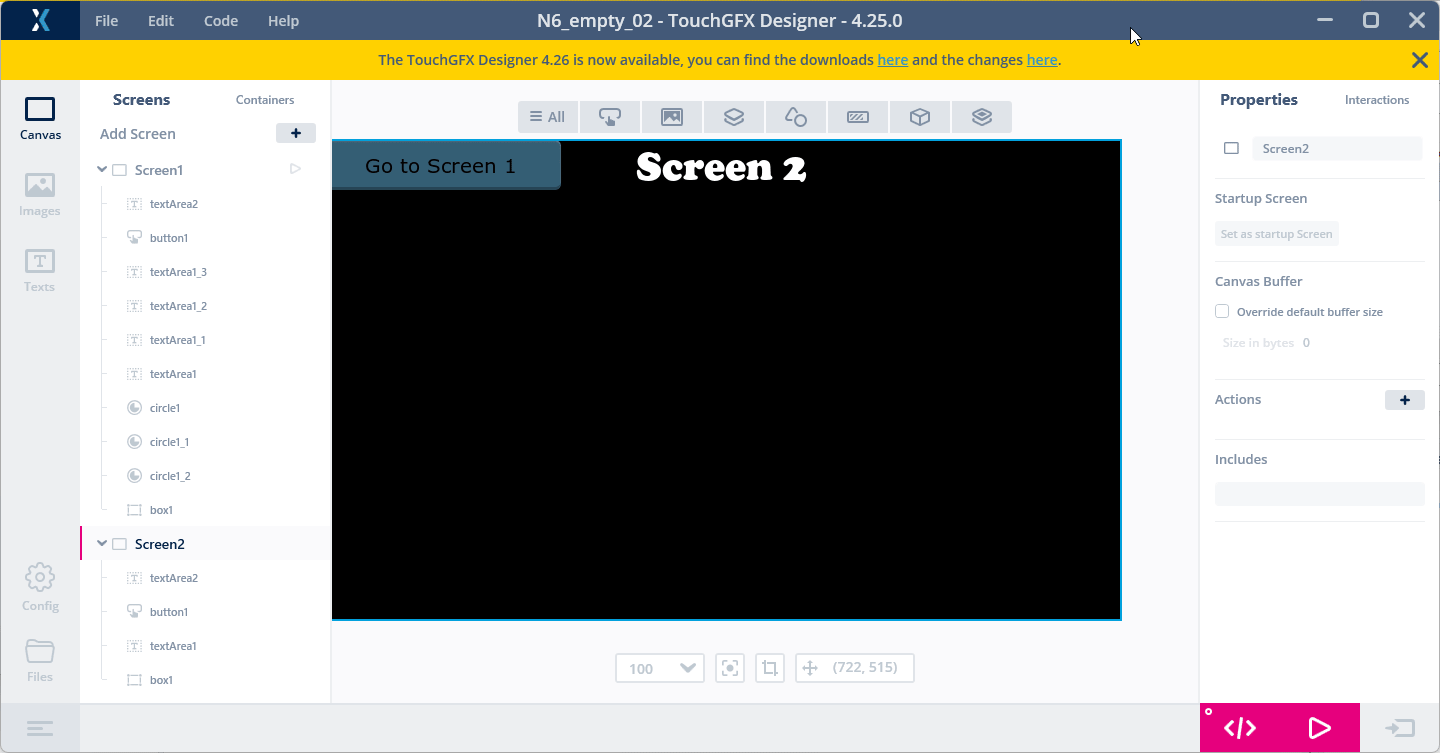 File Edit Code Help N6_empty_02 - TouchGFX Designer - 4.25.0
The TouchGFX Designer 4.26 is now available, you can find the downloads here and the changes here.
Canvas
Images
Texts
Config
Files
Screens Containers
Add Screen
Screen1
textArea2
button1
textArea1_3
textArea1_2
textArea1_1
textArea1
circle1
circle1_1
circle1_2
box1
Screen2
textArea2
button1
textArea1
box1
All
Go to Screen 1
Screen 2
100
(722, 515)
Properties Interactions
Screen2
Startup Screen
Set as startup Screen
Canvas Buffer
Override default buffer size
Size in bytes 0
Actions
Includes